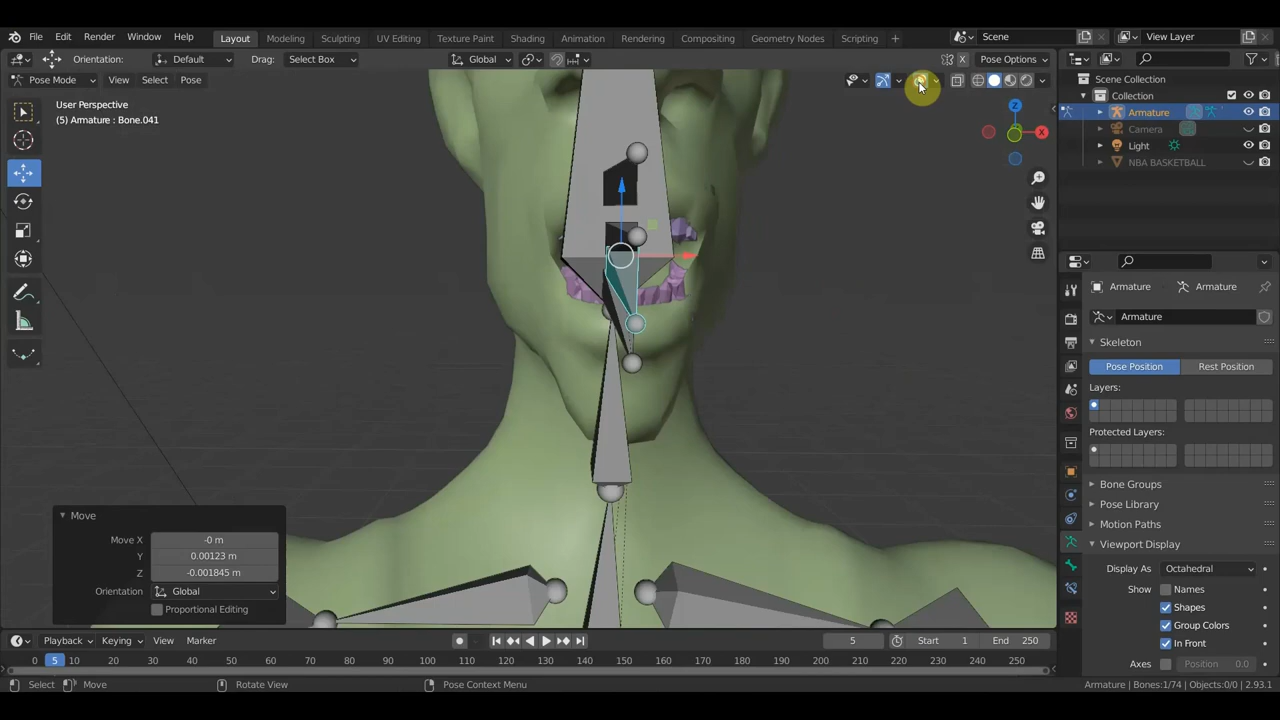 File Edit Render Window Help Layout Modeling Sculpting UV Editing Texture Paint Shading Animation Rendering Compositing Geometry Nodes Scripting + Scene View Layer
Orientation: Default Drag: Select Box Global X Pose Options
Pose Mode View Select Pose
Scene Collection
Collection
Armature
Camera
Light
NBA BASKETBALL
User Perspective
(5) Armature : Bone.041
Z
X
Armature Armature
Armature
Skeleton
Pose Position Rest Position
Layers:
Protected Layers:
Bone Groups
Pose Library
Motion Paths
Viewport Display
Display As Octahedral
Show Names
Shapes
Group Colors
In Front
Axes Position 0.0
Move
Move X -0 m
Y 0.00123 m
Z -0.001845 m
Orientation Global
Proportional Editing
Playback Keying View Marker 5 Start 1 End 250
0 5 10 20 30 40 50 60 70 80 90 100 110 120 130 140 150 160 170 180 190 200 210 220 230 240 250
Select Move Rotate View Pose Context Menu Armature | Bones:1/74 | Objects:0/0 | 2.93.1